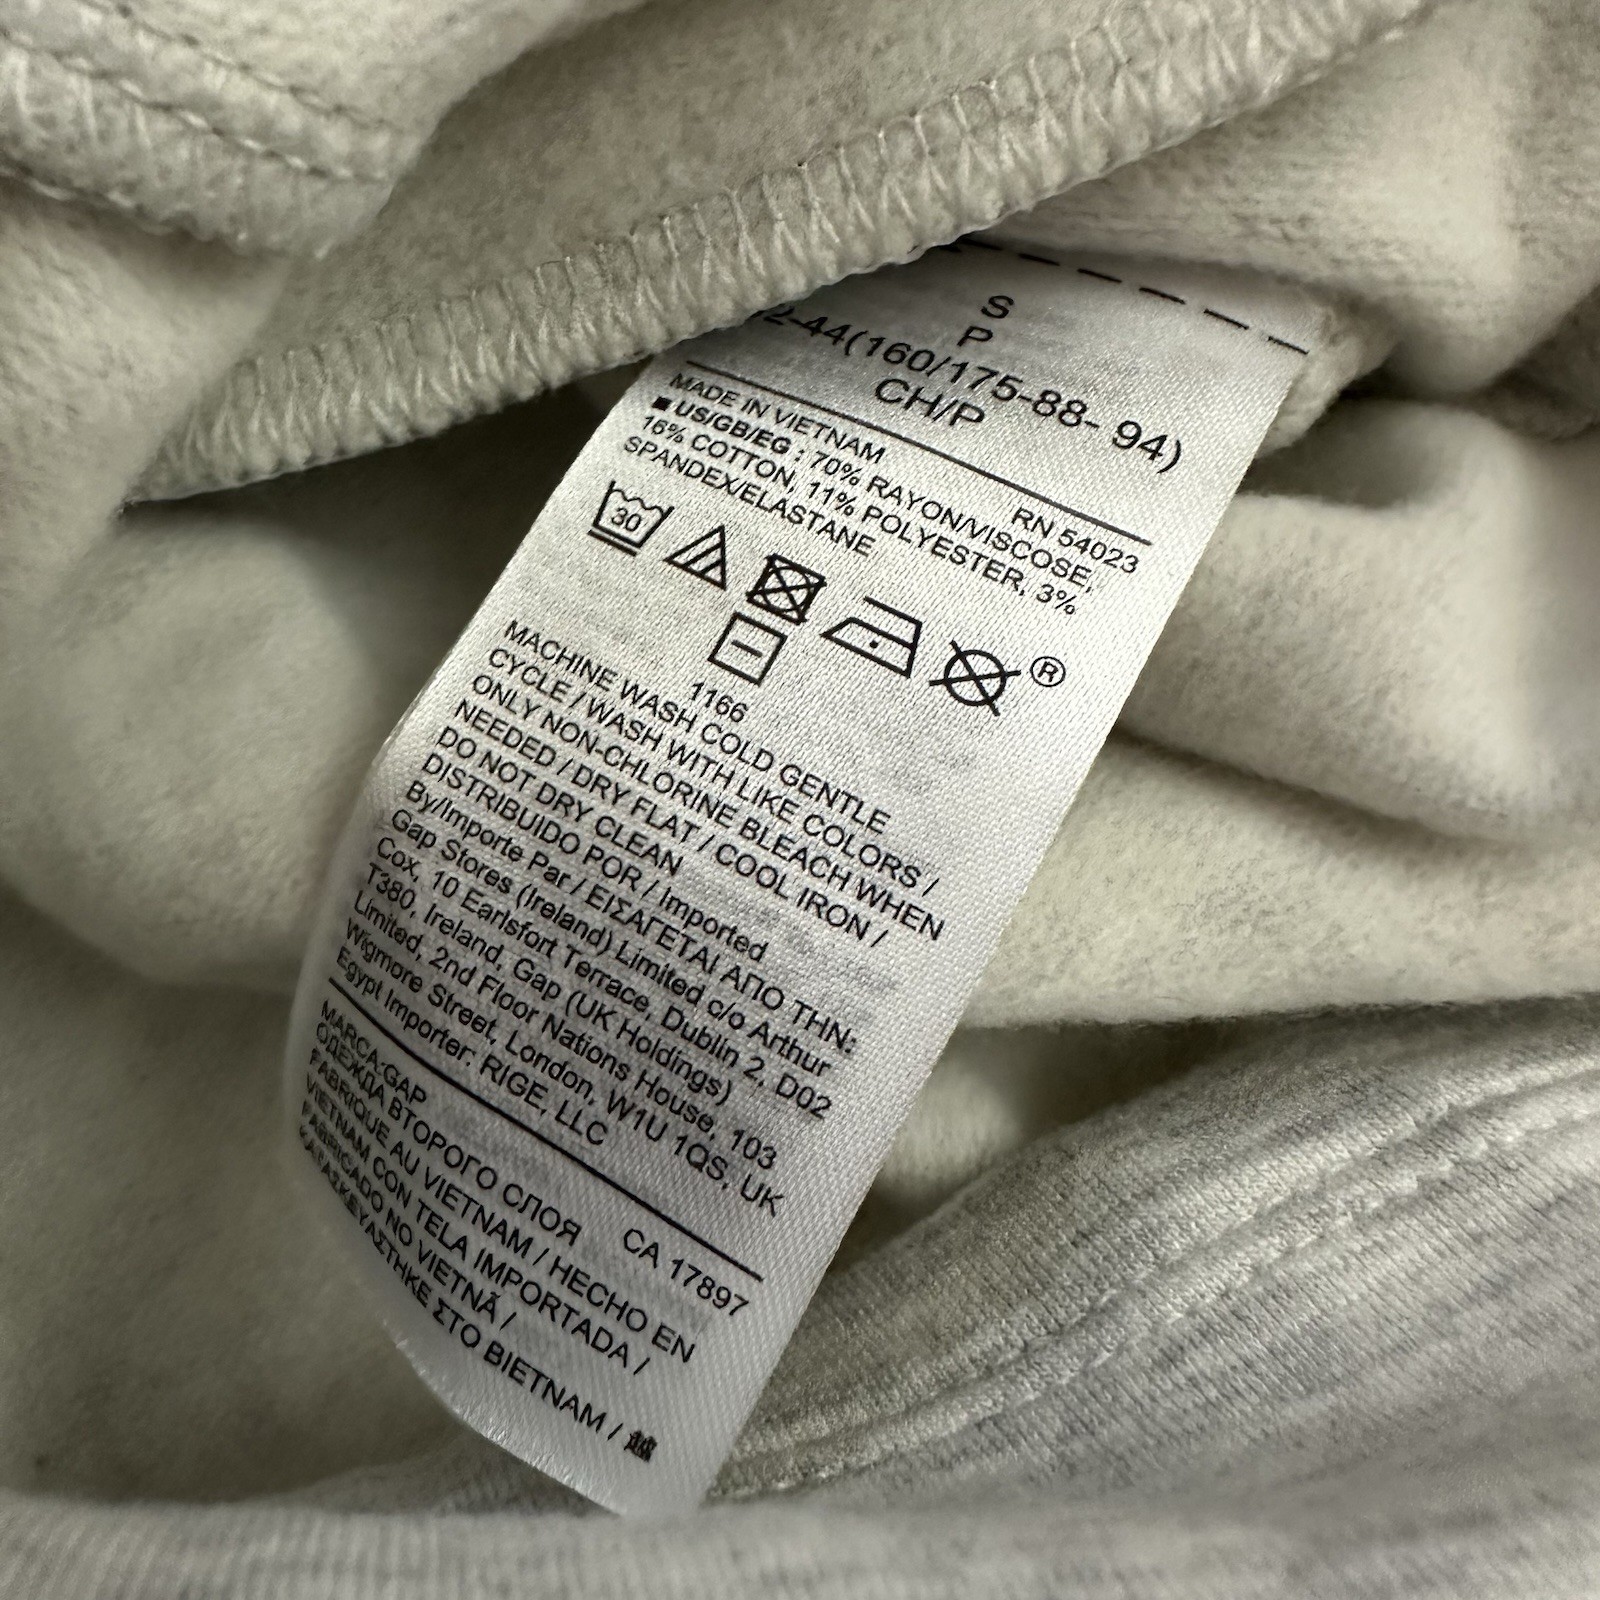 S
P
2-44(160/175-88- 94)
CH/P
RN 54023
MADE IN VIETNAM
■ US/GB/EG : 70% RAYON/VISCOSE,
16% COTTON, 11% POLYESTER, 3%
SPANDEX/ELASTANE
30
®
1166
MACHINE WASH COLD GENTLE
CYCLE / WASH WITH LIKE COLORS /
ONLY NON-CHLORINE BLEACH WHEN
NEEDED / DRY FLAT / COOL IRON /
DO NOT DRY CLEAN
DISTRIBUIDO POR / Imported
By/Importe Par / ΕΙΣΑΓΕΤΑΙ ΑΠΟ ΤΗΝ:
Gap Stores (Ireland) Limited c/o Arthur
Cox, 10 Earlsfort Terrace, Dublin 2, D02
T380, Ireland, Gap (UK Holdings)
Limited, 2nd Floor Nations House, 103
Wigmore Street, London, W1U 1QS, UK
Egypt Importer: RIGE, LLC
CA 17897
MARCA:GAP
ОДЕЖДА ВТОРОГО СЛОЯ
FABRIQUE AU VIETNAM / HECHO EN
VIETNAM CON TELA IMPORTADA /
FABRICADO NO VIETNÃ /
ΚΑΤΑΣΚΕΥΑΣΤΗΚΕ ΣΤΟ ΒΙΕΤΝΑΜ /